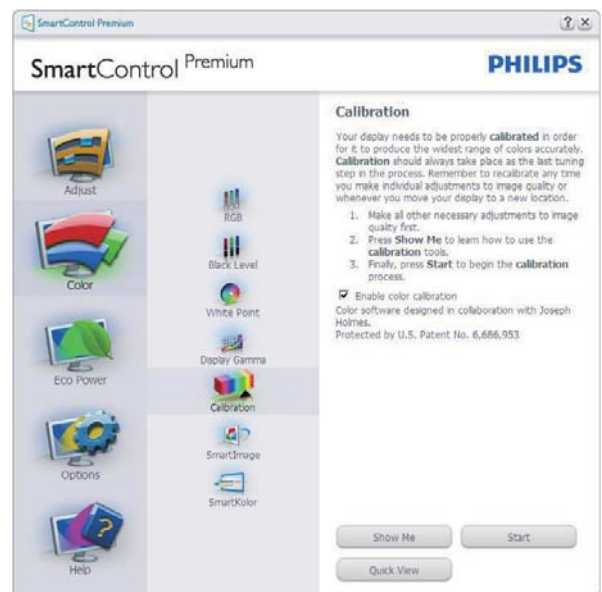 SmartControl Premium
? ×
SmartControl Premium
PHILIPS
Adjust
Color
Eco Power
Options
Help
RGB
Black Level
White Point
Display Gamma
Calibration
SmartImage
SmartKolor
Calibration
Your display needs to be properly calibrated in order
for it to produce the widest range of colors accurately.
Calibration should always take place as the last tuning
step in the process. Remember to recalibrate any time
you make individual adjustments to image quality or
whenever you move your display to a new location.
1. Make all other necessary adjustments to image
quality first.
2. Press Show Me to learn how to use the
calibration tools.
3. Finally, press Start to begin the calibration
process.
Enable color calibration
Color software designed in collaboration with Joseph
Holmes.
Protected by U.S. Patent No. 6,686,953
Show Me
Start
Quick View